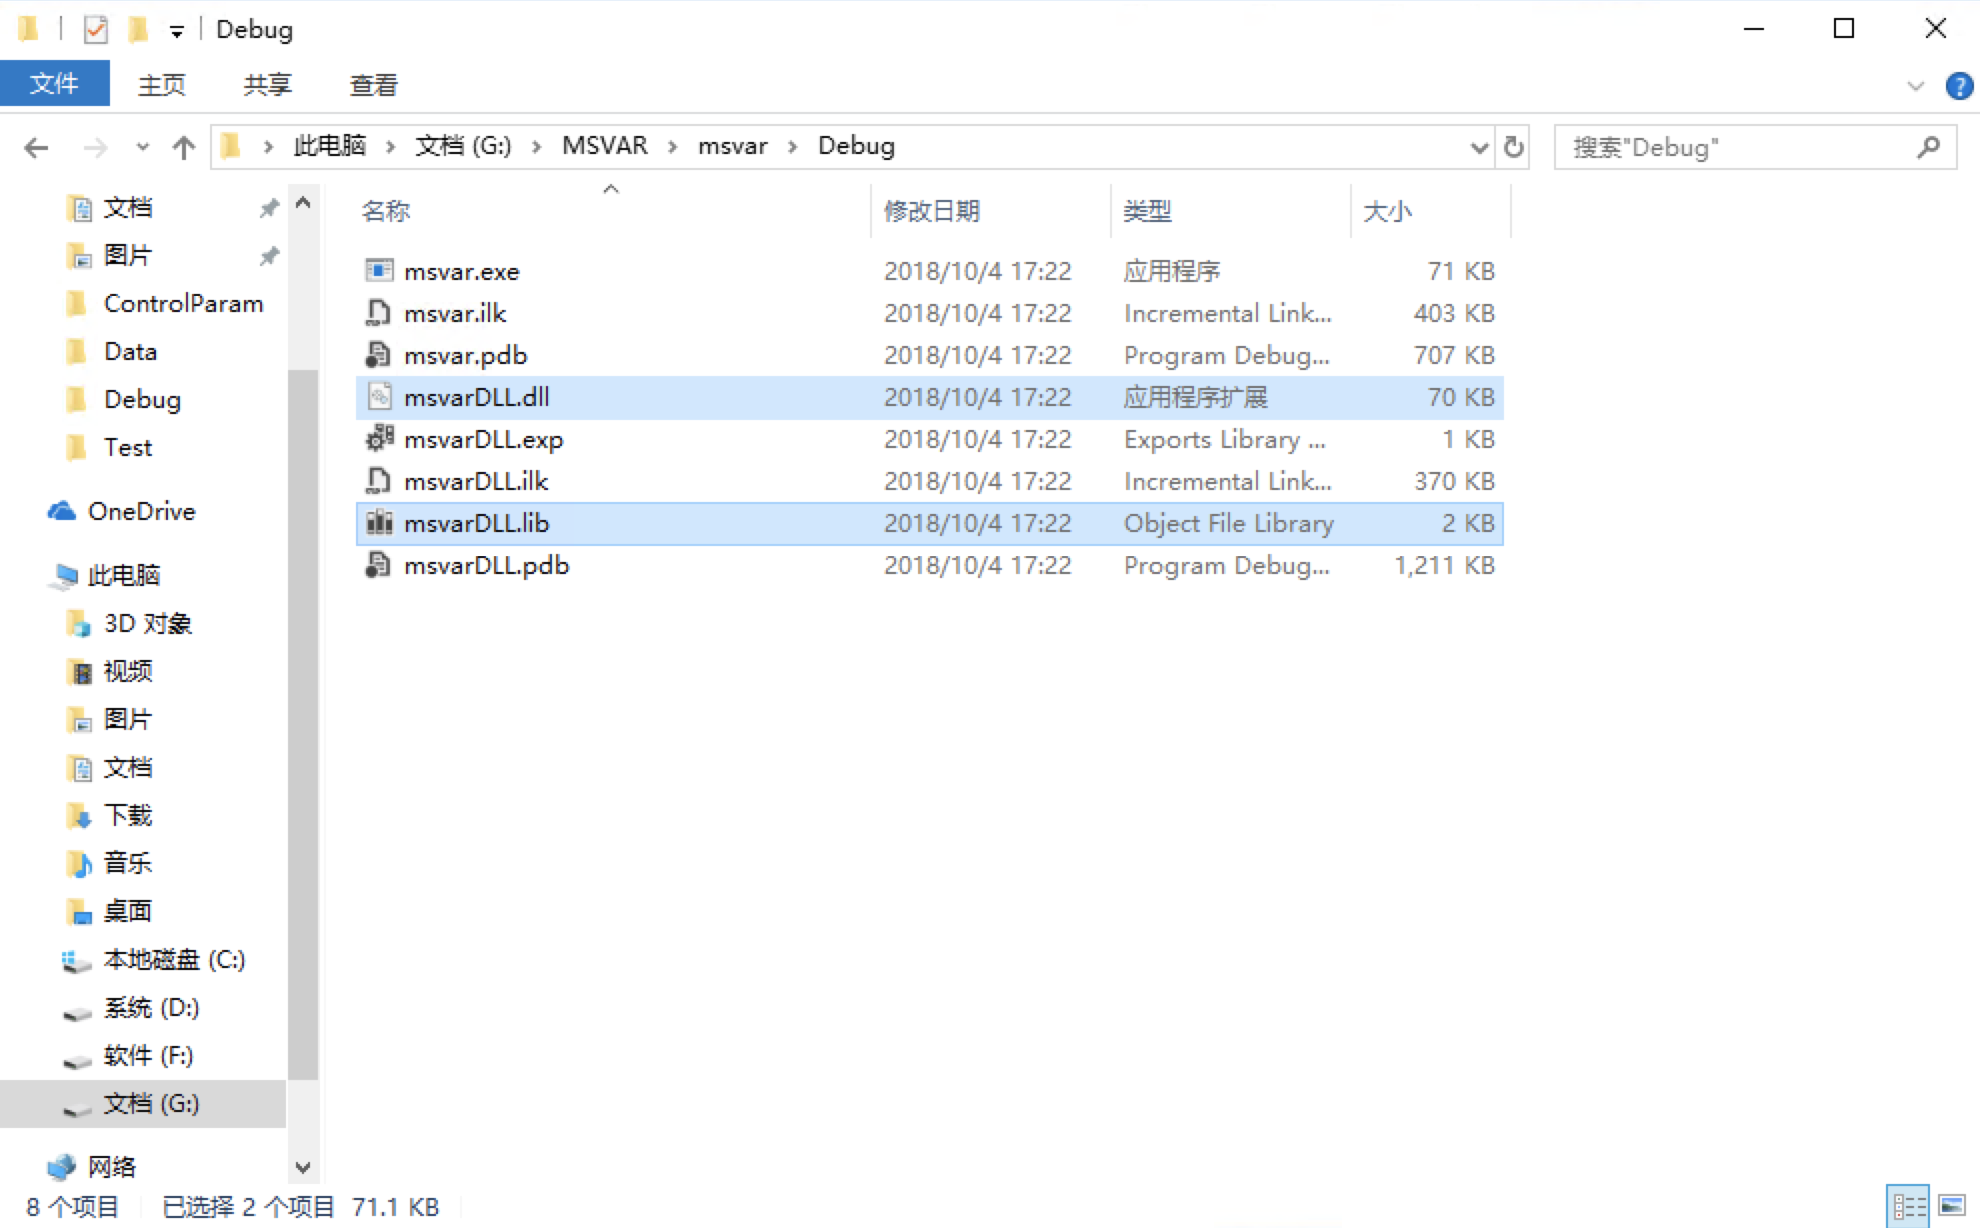 Debug
文件 主页 共享 查看
此电脑 文档 (G:) MSVAR msvar Debug 搜索"Debug"
文档
图片
ControlParam
Data
Debug
Test
OneDrive
此电脑
3D 对象
视频
图片
文档
下载
音乐
桌面
本地磁盘 (C:)
系统 (D:)
软件 (F:)
文档 (G:)
网络
名称 修改日期 类型 大小
msvar.exe 2018/10/4 17:22 应用程序 71 KB
msvar.ilk 2018/10/4 17:22 Incremental Link... 403 KB
msvar.pdb 2018/10/4 17:22 Program Debug... 707 KB
msvarDLL.dll 2018/10/4 17:22 应用程序扩展 70 KB
msvarDLL.exp 2018/10/4 17:22 Exports Library ... 1 KB
msvarDLL.ilk 2018/10/4 17:22 Incremental Link... 370 KB
msvarDLL.lib 2018/10/4 17:22 Object File Library 2 KB
msvarDLL.pdb 2018/10/4 17:22 Program Debug... 1,211 KB
8 个项目 已选择 2 个项目 71.1 KB